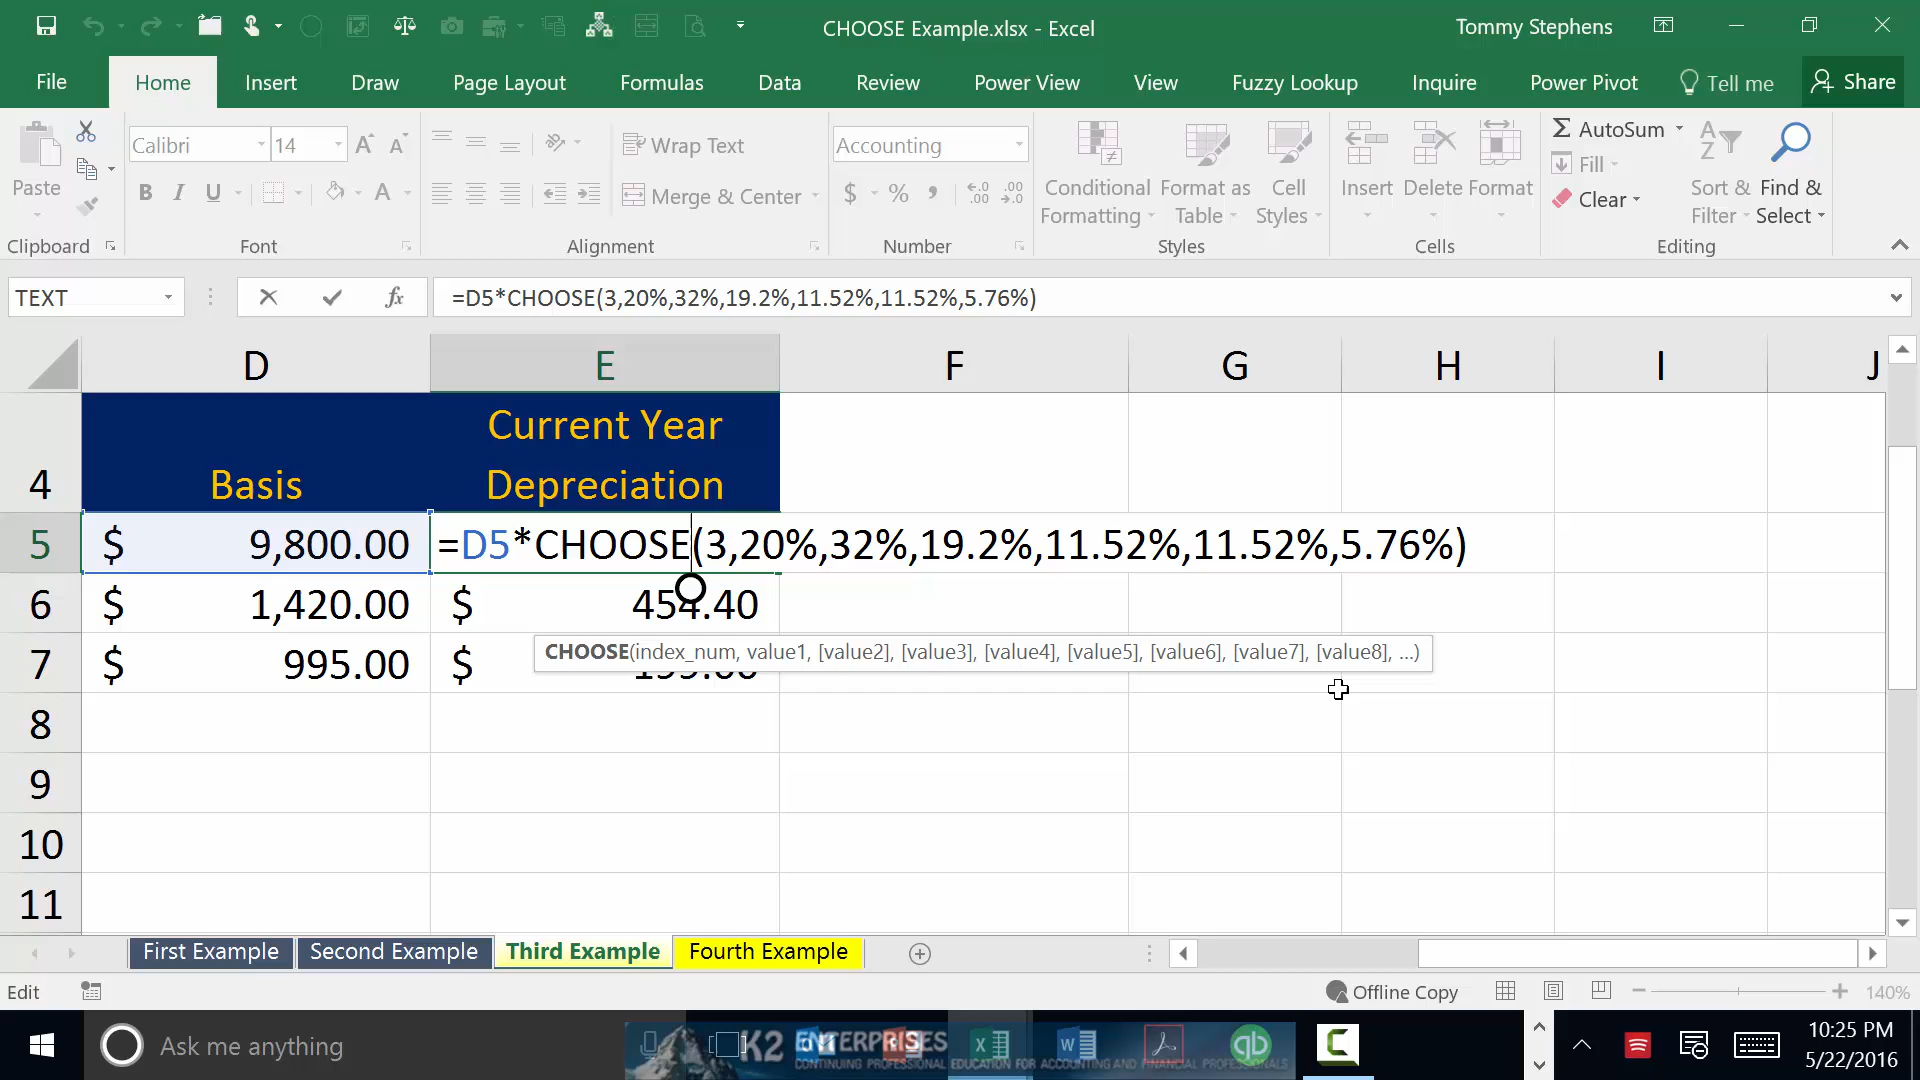 CHOOSE Example.xlsx - Excel
Tommy Stephens
File Home Insert Draw Page Layout Formulas Data Review Power View View Fuzzy Lookup Inquire Power Pivot Tell me Share
Paste
Clipboard
Calibri 14
B I U
Font
Wrap Text
Merge & Center
Alignment
Accounting
$ % ,
Number
Conditional
Formatting
Format as
Table
Cell
Styles
Styles
Insert Delete Format
Cells
AutoSum
Fill
Clear
Sort &
Filter
Find &
Select
Editing
TEXT
fx
=D5*CHOOSE(3,20%,32%,19.2%,11.52%,11.52%,5.76%)
D E F G H I J
4 Basis Current Year
Depreciation
5 $ 9,800.00 =D5*CHOOSE(3,20%,32%,19.2%,11.52%,11.52%,5.76%)
6 $ 1,420.00 $ 454.40
7 $ 995.00 $
CHOOSE(index_num, value1, [value2], [value3], [value4], [value5], [value6], [value7], [value8], ...)
8
9
10
11
First Example Second Example Third Example Fourth Example
Edit
Offline Copy
140%
Ask me anything
K2 ENTERPRISES
CONTINUING PROFESSIONAL EDUCATION FOR ACCOUNTING AND FINANCIAL PROFESSIONALS
10:25 PM
5/22/2016